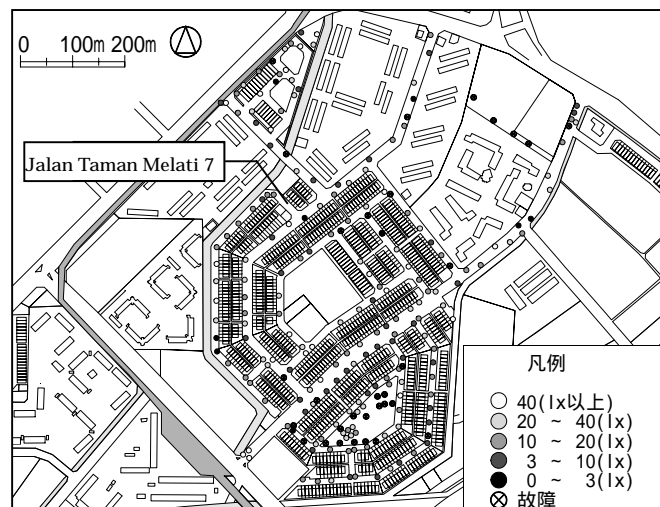 0 100m 200m
Jalan Taman Melati 7
凡例
40(lx以上)
20 ~ 40(lx)
10 ~ 20(lx)
3 ~ 10(lx)
0 ~ 3(lx)
故障